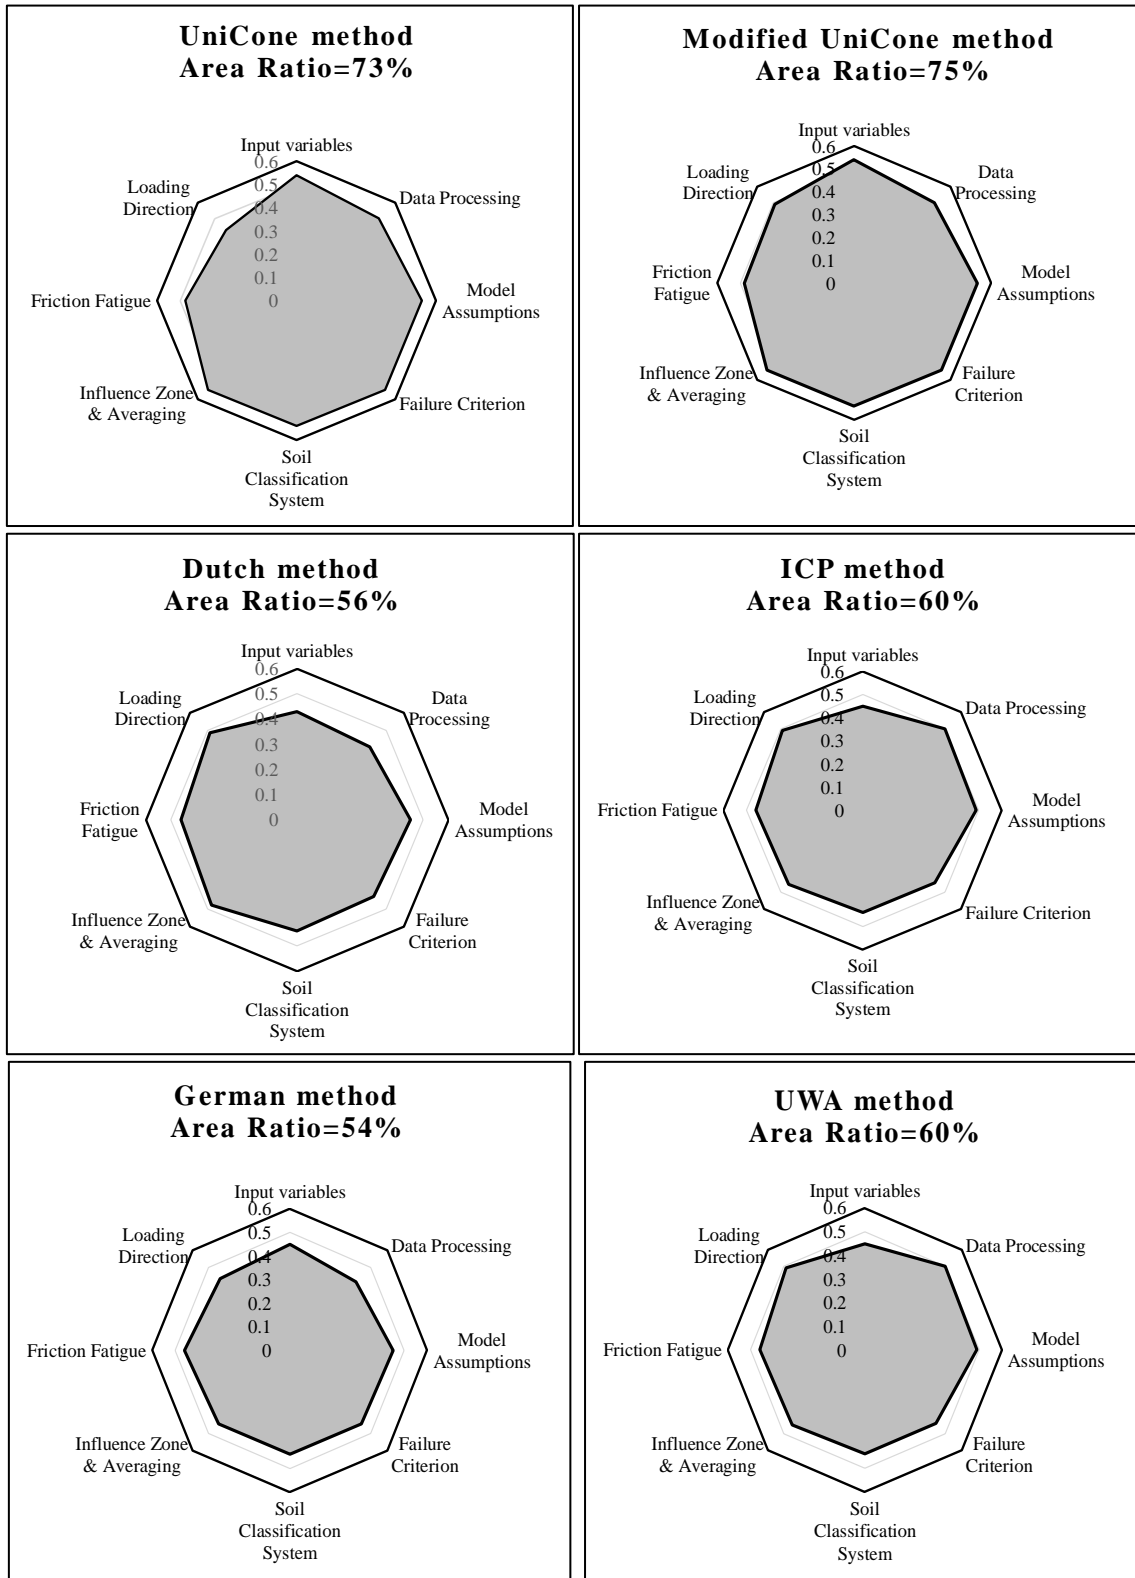 UniCone method
Area Ratio=73%
Input variables
0.6
0.5
0.4
0.3
0.2
0.1
0
Data Processing
Model
Assumptions
Failure Criterion
Soil
Classification
System
Influence Zone
& Averaging
Friction Fatigue
Loading
Direction
Modified UniCone method
Area Ratio=75%
Input variables
0.6
0.5
0.4
0.3
0.2
0.1
0
Data
Processing
Model
Assumptions
Failure
Criterion
Soil
Classification
System
Influence Zone
& Averaging
Friction
Fatigue
Loading
Direction
Dutch method
Area Ratio=56%
Input variables
0.6
0.5
0.4
0.3
0.2
0.1
0
Data
Processing
Model
Assumptions
Failure
Criterion
Soil
Classification
System
Influence Zone
& Averaging
Friction
Fatigue
Loading
Direction
ICP method
Area Ratio=60%
Input variables
0.6
0.5
0.4
0.3
0.2
0.1
0
Data Processing
Model
Assumptions
Failure Criterion
Soil
Classification
System
Influence Zone
& Averaging
Friction Fatigue
Loading
Direction
German method
Area Ratio=54%
Input variables
0.6
0.5
0.4
0.3
0.2
0.1
0
Data Processing
Model
Assumptions
Failure
Criterion
Soil
Classification
System
Influence Zone
& Averaging
Friction Fatigue
Loading
Direction
UWA method
Area Ratio=60%
Input variables
0.6
0.5
0.4
0.3
0.2
0.1
0
Data Processing
Model
Assumptions
Failure
Criterion
Soil
Classification
System
Influence Zone
& Averaging
Friction Fatigue
Loading
Direction